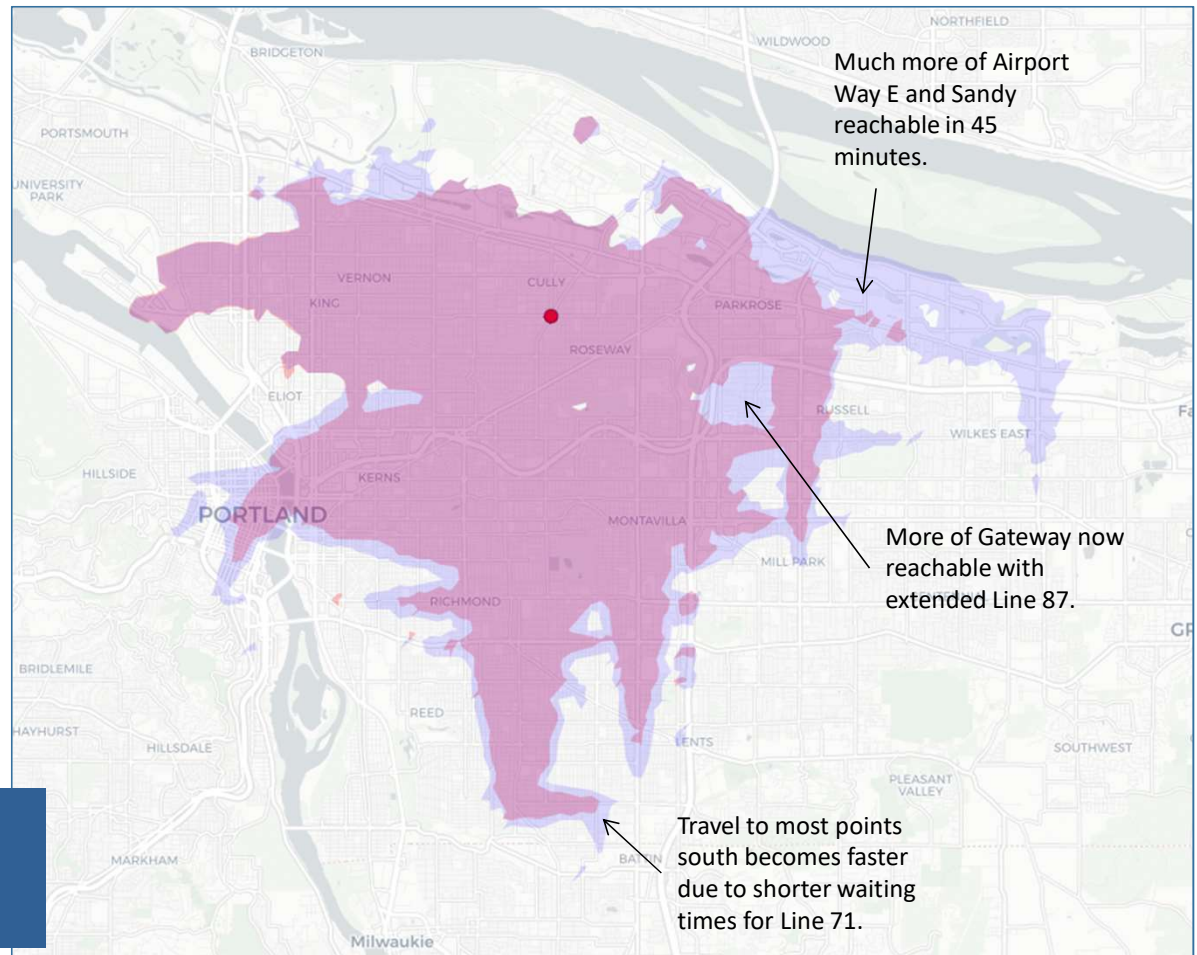 NORTHFIELD
WILDWOOD
BRIDGETON
Much more of Airport
Way E and Sandy
reachable in 45
minutes.
PORTSMOUTH
UNIVERSITY
PARK
VERNON
CULLY
KING
PARKROSE
ROSEWAY
ELIOT
RUSSELL
Fa
WILKES EAST
HILLSIDE
KERNS
PORTLAND
MONTAVILLA
More of Gateway now
reachable with
extended Line 87.
MILL PARK
RICHMOND
GR
BRIDLEMILE
REED
HAYHURST
HILLSDALE
LENTS
SOUTHWEST
PLEASANT
VALLEY
Travel to most points
south becomes faster
due to shorter waiting
times for Line 71.
MARKHAM
BATTIN
Milwaukie